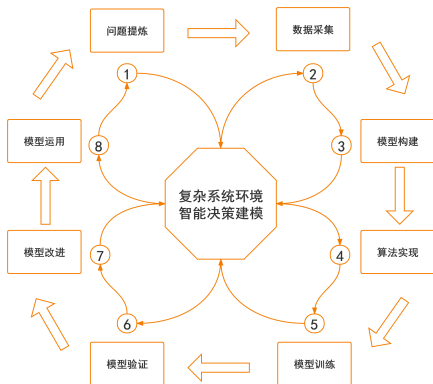 问题提炼
数据采集
1
2
模型运用
8
3
模型构建
复杂系统环境
智能决策建模
模型改进
7
4
算法实现
6
5
模型验证
模型训练